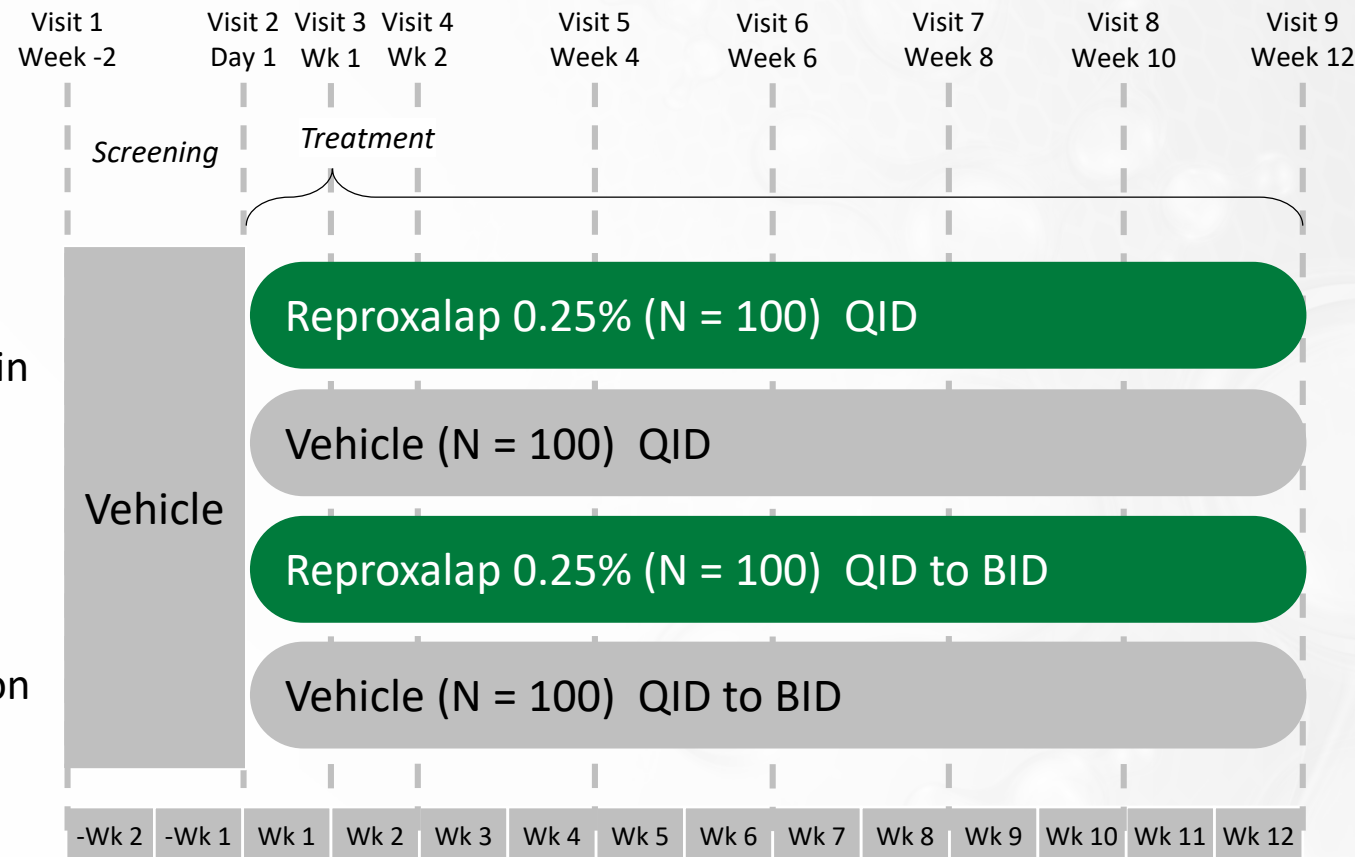 Visit 1 Visit 2 Visit 3 Visit 4 Visit 5 Visit 6 Visit 7 Visit 8 Visit 9
Week -2 Day 1 Wk 1 Wk 2 Week 4 Week 6 Week 8 Week 10 Week 12
Screening
Treatment
Reproxalap 0.25% (N = 100) QID
in
Vehicle (N = 100) QID
Vehicle
Reproxalap 0.25% (N = 100) QID to BID
on
Vehicle (N = 100) QID to BID
-Wk 2 -Wk 1 Wk 1 Wk 2 Wk 3 Wk 4 Wk 5 Wk 6 Wk 7 Wk 8 Wk 9 Wk 10 Wk 11 Wk 12